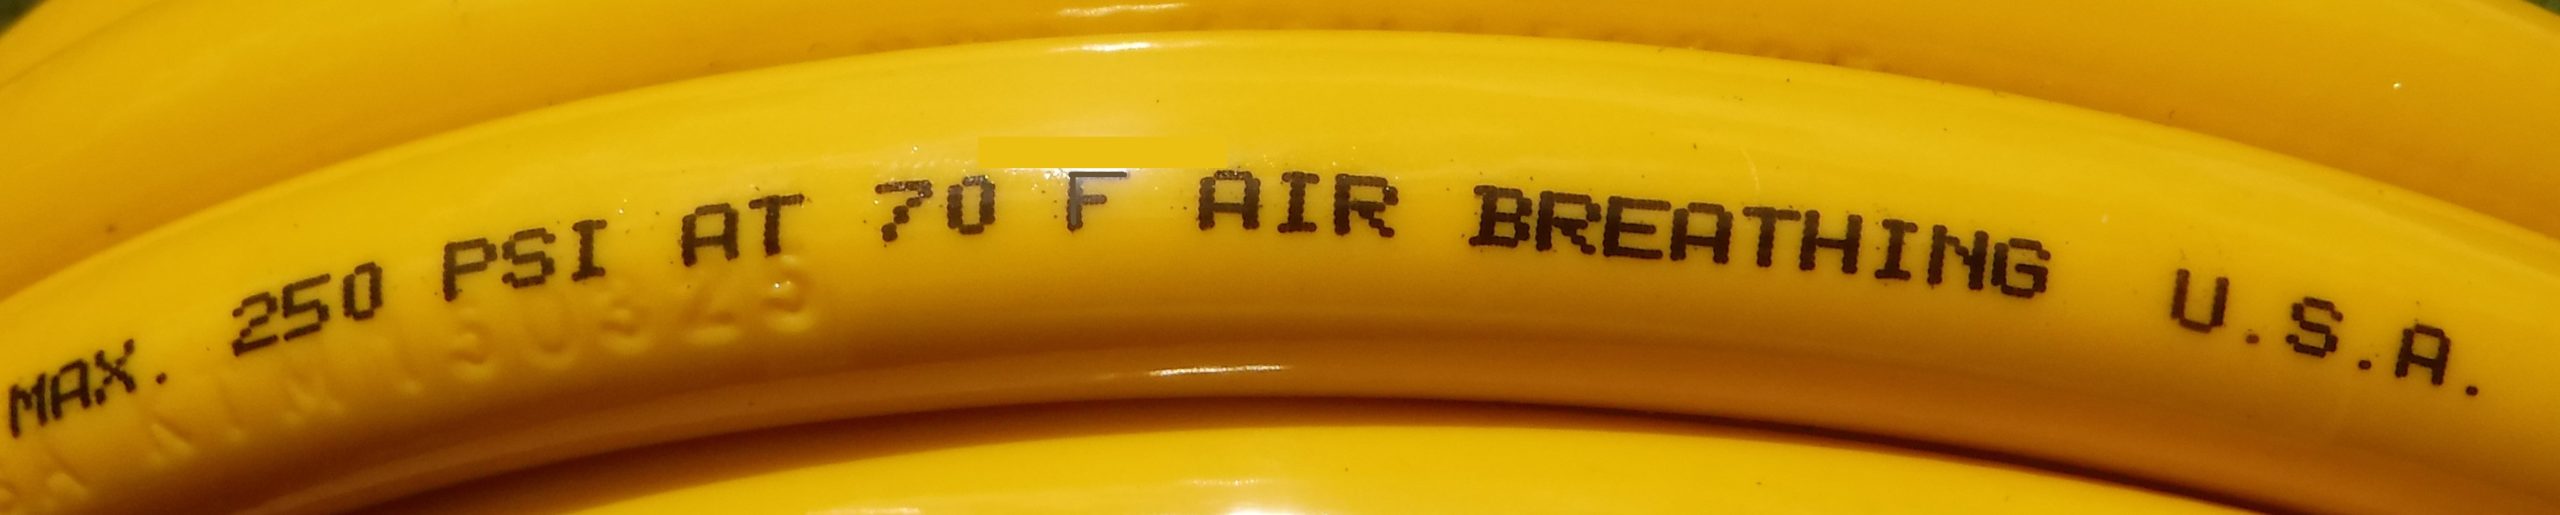 MAX. 250 PSI AT 70 F AIR BREATHING U.S.A.